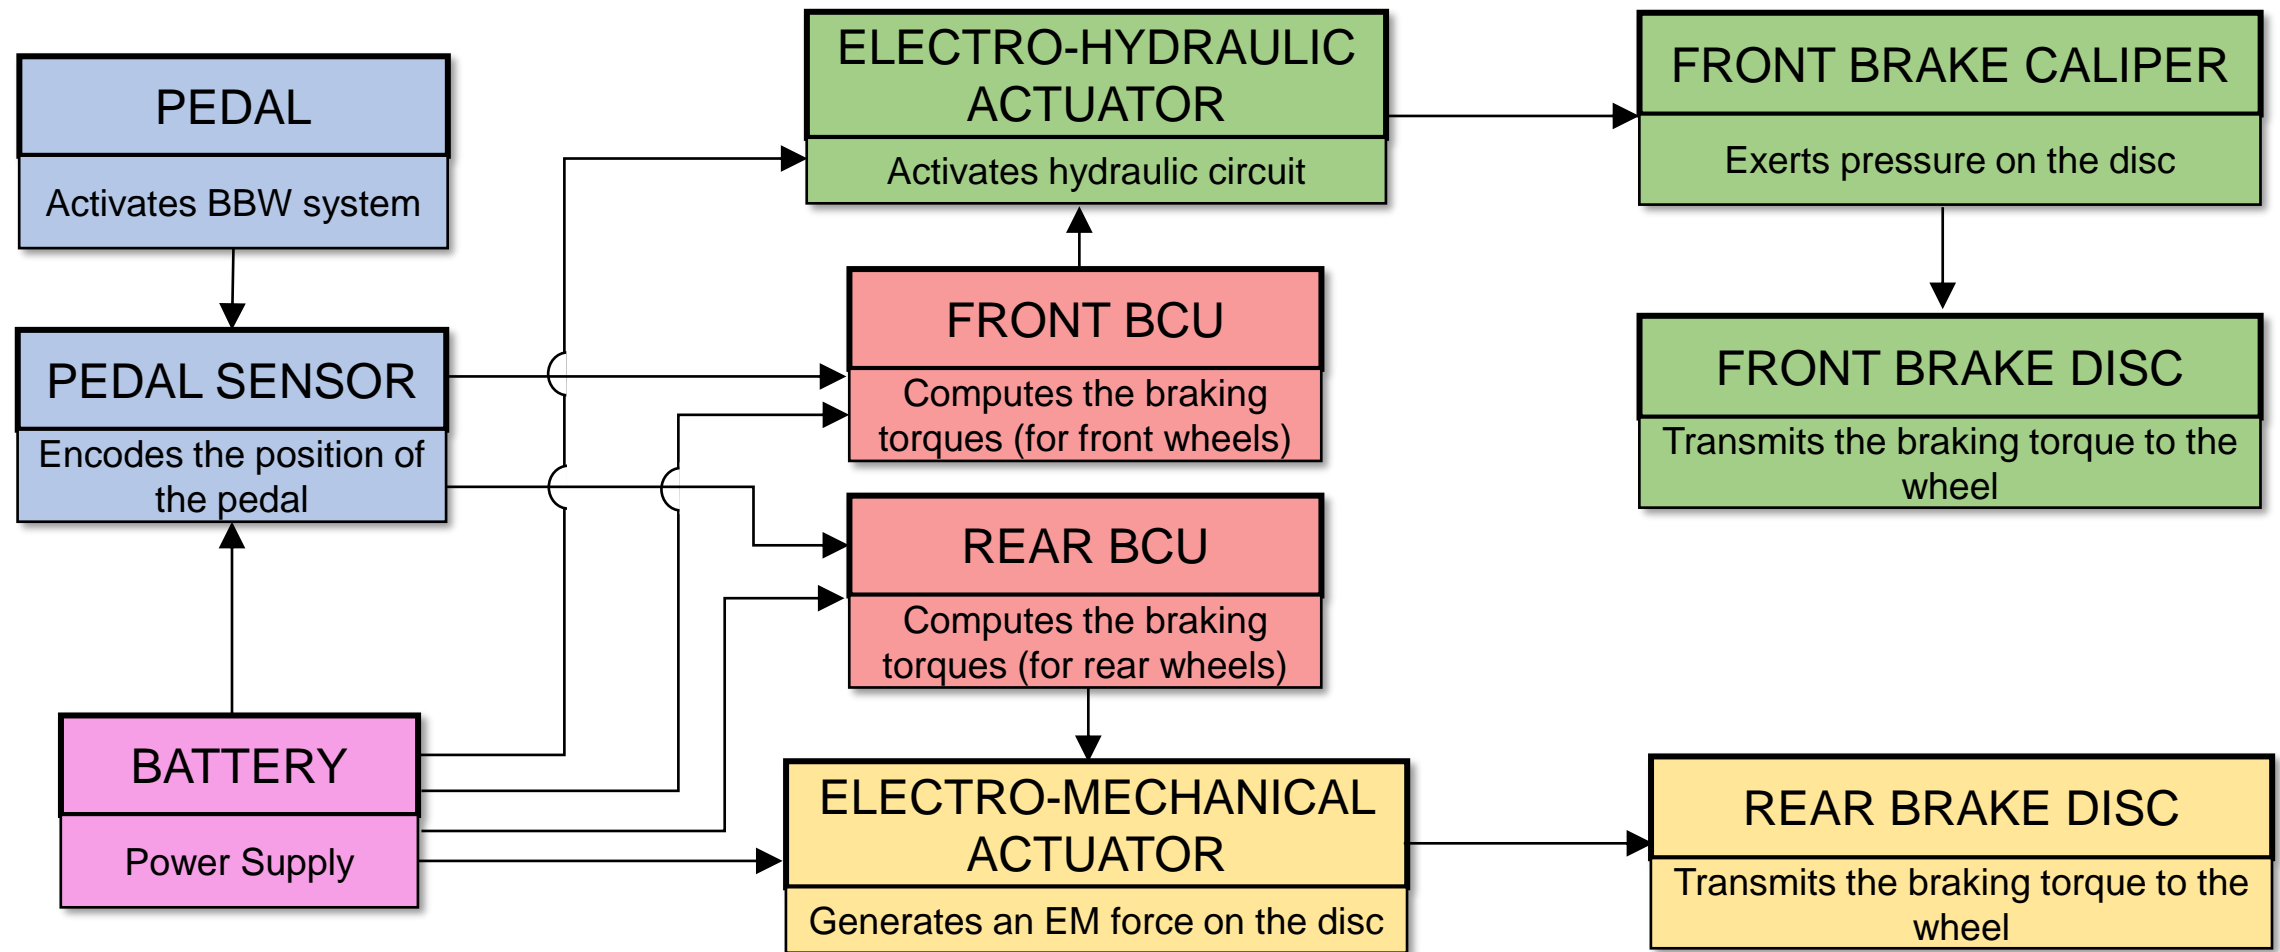 PEDAL
Activates BBW system
PEDAL SENSOR
Encodes the position of
the pedal
BATTERY
Power Supply
ELECTRO-HYDRAULIC
ACTUATOR
Activates hydraulic circuit
FRONT BCU
Computes the braking
torques (for front wheels)
REAR BCU
Computes the braking
torques (for rear wheels)
ELECTRO-MECHANICAL
ACTUATOR
Generates an EM force on the disc
FRONT BRAKE CALIPER
Exerts pressure on the disc
FRONT BRAKE DISC
Transmits the braking torque to the
wheel
REAR BRAKE DISC
Transmits the braking torque to the
wheel